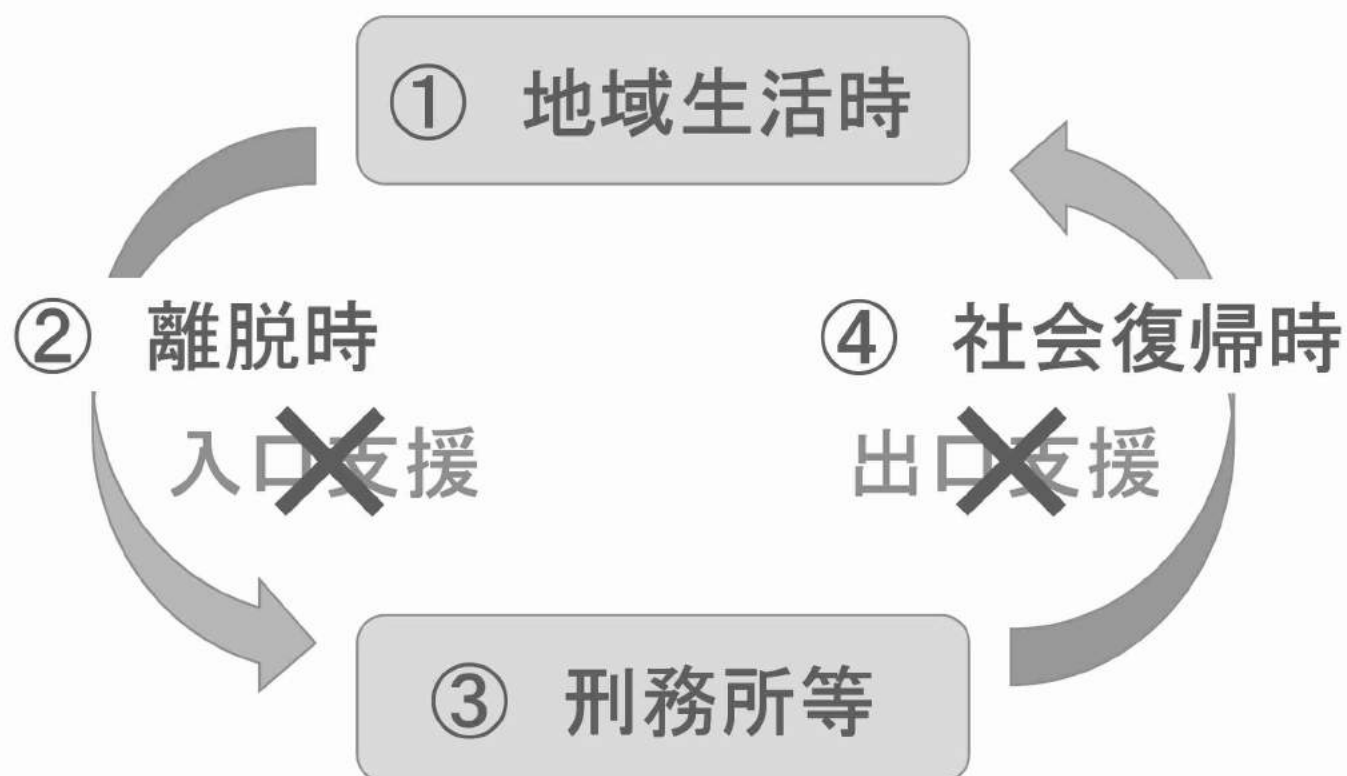 ① 地域生活時
② 離脱時
④ 社会復帰時
入口支援
出口支援
③ 刑務所等